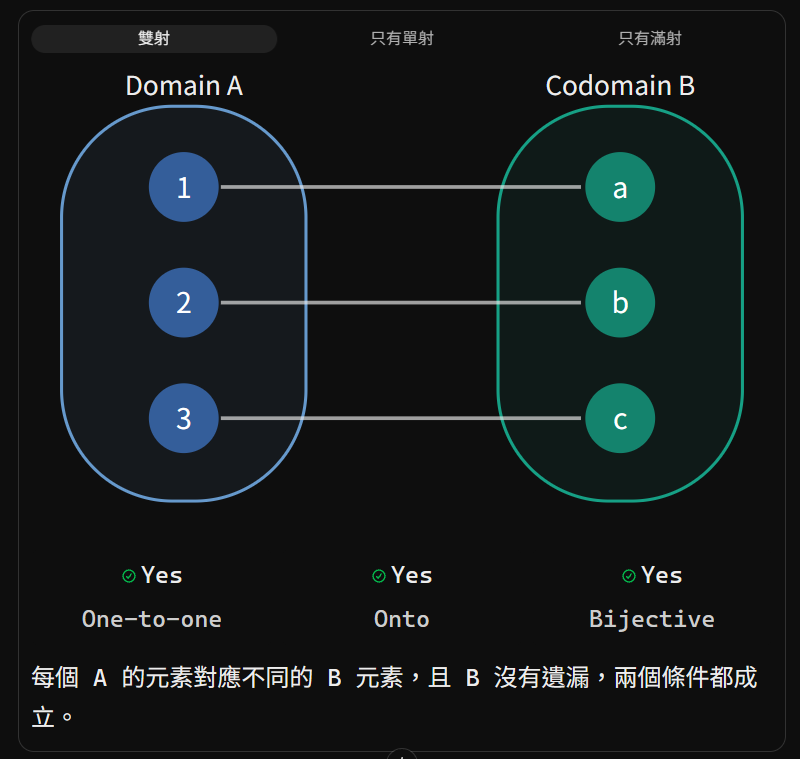 雙射 只有單射 只有滿射
Domain A Codomain B
1 a
2 b
3 c
Yes Yes Yes
One-to-one Onto Bijective
每個 A 的元素對應不同的 B 元素，且 B 沒有遺漏，兩個條件都成
立。